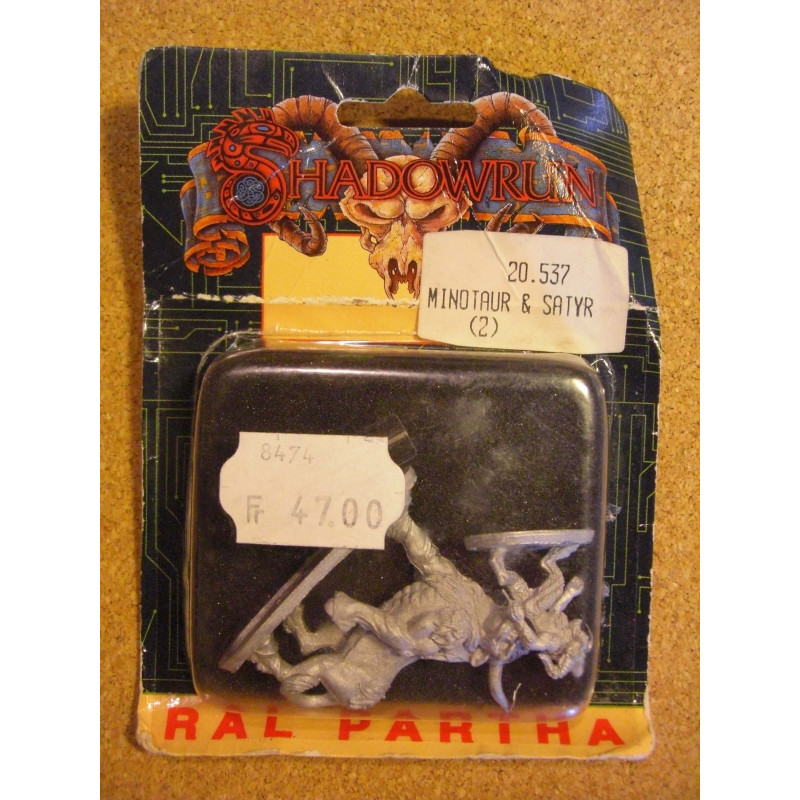 SHADOWRUN
20.537
MINOTAUR & SATYR
(2)
8474
Fr 47.00
RAL PARTHA